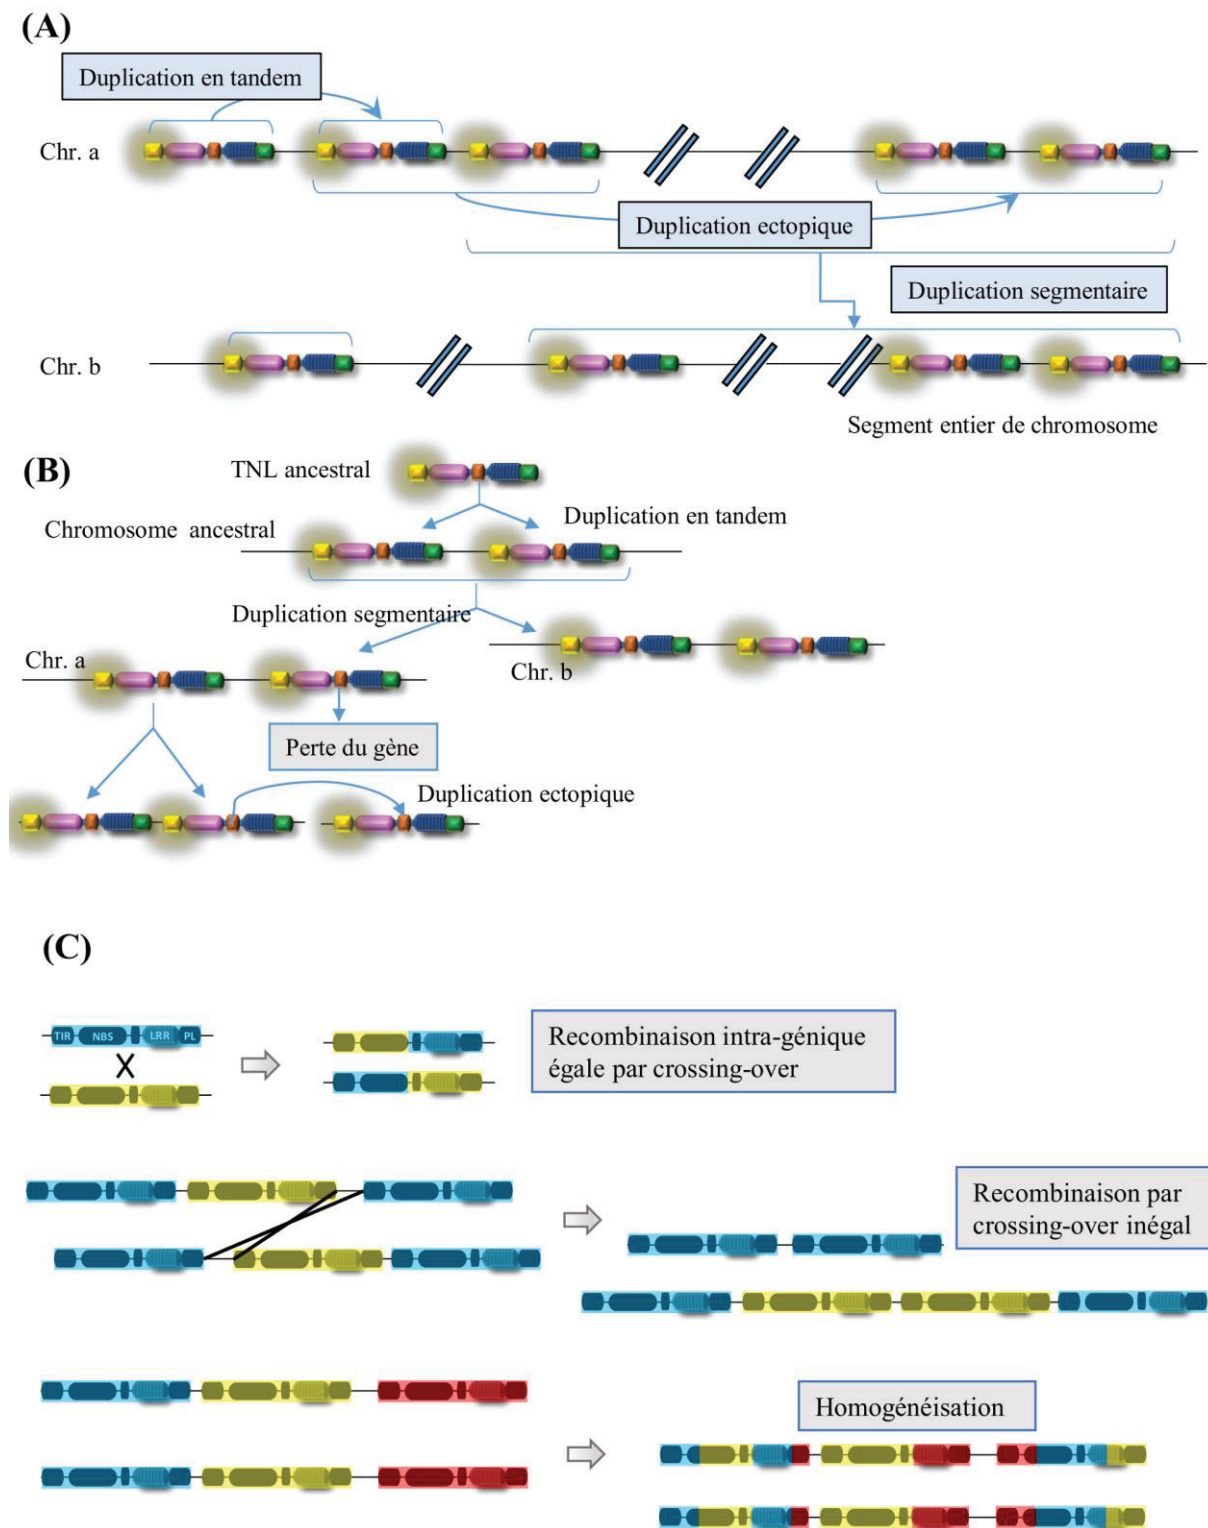 (A)
Duplication en tandem
Chr. a
Duplication ectopique
Duplication segmentaire
Chr. b
Segment entier de chromosome
(B)
TNL ancestral
Chromosome ancestral
Duplication en tandem
Duplication segmentaire
Chr. a
Chr. b
Perte du gène
Duplication ectopique
(C)
TIR NBS LRR PL
Recombinaison intra-génique
égale par crossing-over
Recombinaison par
crossing-over inégal
Homogénéisation